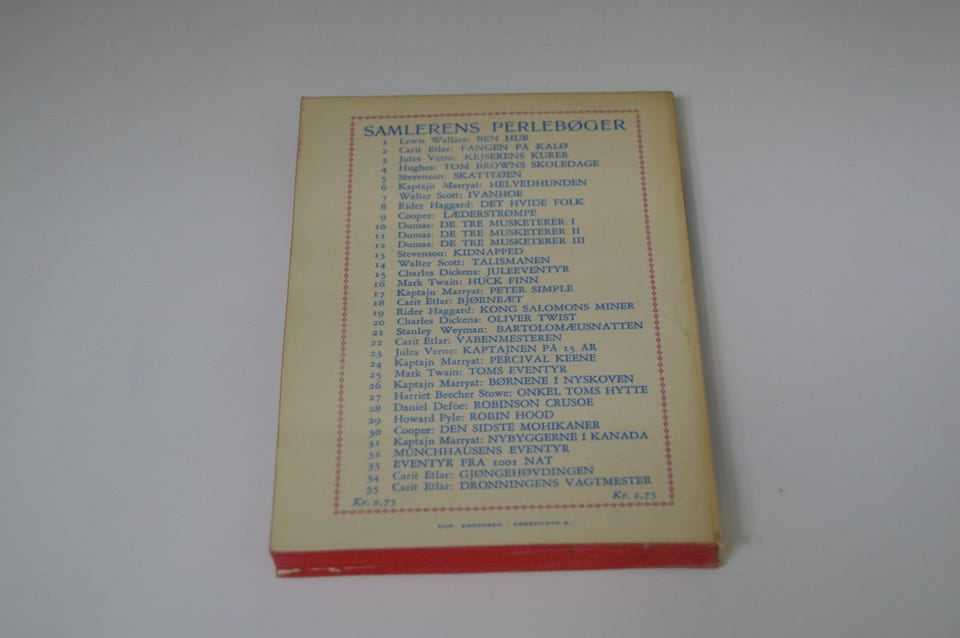 SAMLERENS PERLEBØGER
1 Lewis Wallace: BEN HUR
2 Carit Etlar: FANGEN PÅ KALØ
3 Jules Verne: KEJSERENS KURER
4 Hughes: TOM BROWNS SKOLEDAGE
5 Stevenson: SKATTEØEN
6 Kaptajn Marryat: HELVEDHUNDEN
7 Walter Scott: IVANHOE
8 Rider Haggard: DET HVIDE FOLK
9 Cooper: LÆDERSTRØMPE
10 Dumas: DE TRE MUSKETERER I
11 Dumas: DE TRE MUSKETERER II
12 Dumas: DE TRE MUSKETERER III
13 Stevenson: KIDNAPPED
14 Walter Scott: TALISMANEN
15 Charles Dickens: JULEEVENTYR
16 Mark Twain: HUCK FINN
17 Kaptajn Marryat: PETER SIMPLE
18 Carit Etlar: BJØRNEÆT
19 Rider Haggard: KONG SALOMONS MINER
20 Charles Dickens: OLIVER TWIST
21 Stanley Weyman: BARTOLOMÆUSNATTEN
22 Carit Etlar: VÅBENMESTEREN
23 Jules Verne: KAPTAJNEN PÅ 15 ÅR
24 Kaptajn Marryat: PERCIVAL KEENE
25 Mark Twain: TOMS EVENTYR
26 Kaptajn Marryat: BØRNENE I NYSKOVEN
27 Harriet Beecher Stowe: ONKEL TOMS HYTTE
28 Daniel Defoe: ROBINSON CRUSOE
29 Howard Pyle: ROBIN HOOD
30 Cooper: DEN SIDSTE MOHIKANER
31 Kaptajn Marryat: NYBYGGERNE I KANADA
32 MÜNCHHAUSENS EVENTYR
33 EVENTYR FRA 1001 NAT
34 Carit Etlar: GJØNGEHØVDINGEN
35 Carit Etlar: DRONNINGENS VAGTMESTER
Kr. 2,75 Kr. 2,75